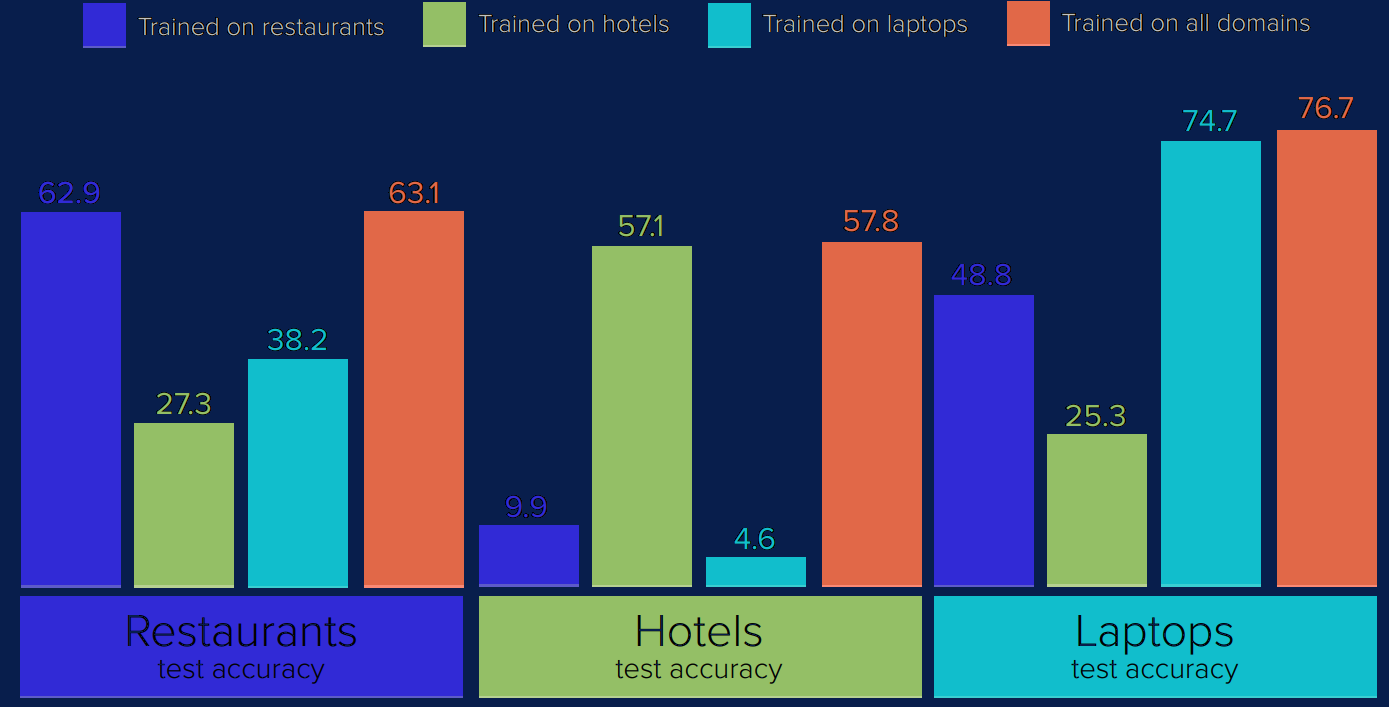 Trained on restaurants
Trained on hotels
Trained on laptops
Trained on all domains
62.9
27.3
38.2
63.1
9.9
57.1
4.6
57.8
48.8
25.3
74.7
76.7
Restaurants
test accuracy
Hotels
test accuracy
Laptops
test accuracy